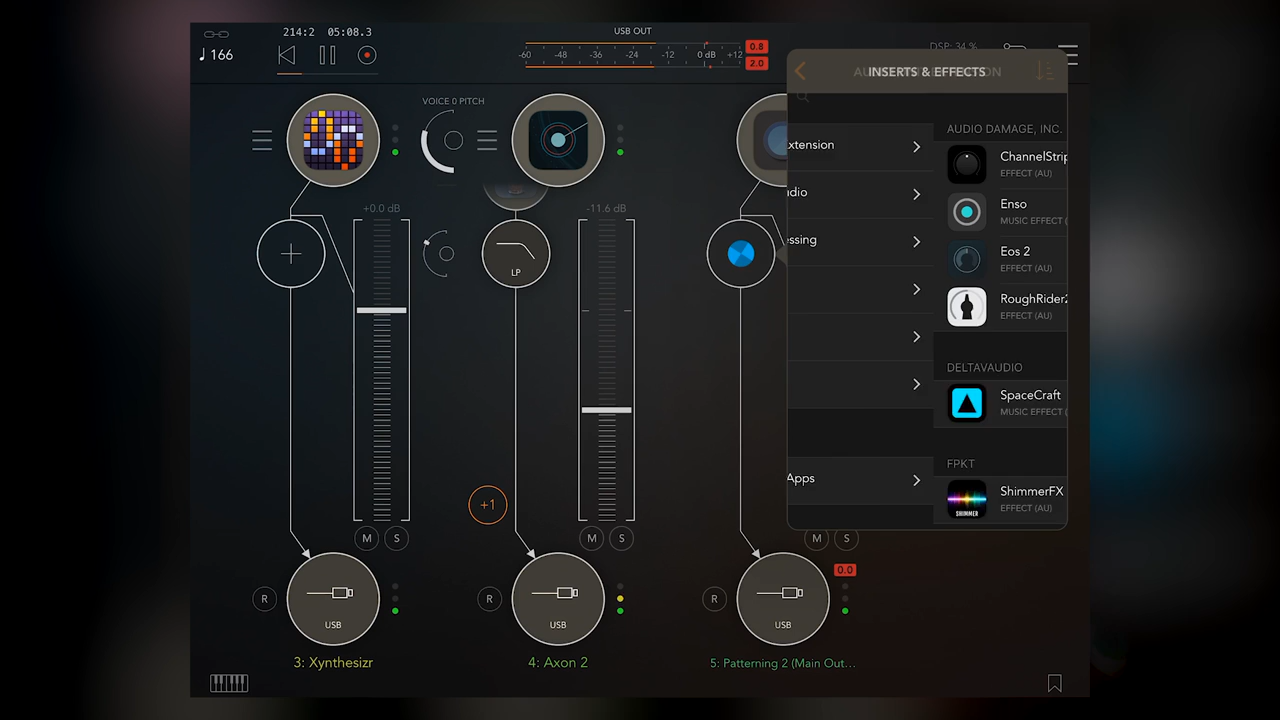 214:2 05:08.3
♩ 166
USB OUT
-60 -48 -36 -24 -12 0 dB +12
0.8
2.0
DSP: 34 %
INSERTS & EFFECTS
VOICE 0 PITCH
+0.0 dB
-11.6 dB
LP
+1
M S
M S
M S
0.0
R
R
R
USB
USB
USB
3: Xynthesizr
4: Axon 2
5: Patterning 2 (Main Out...
xtension
dio
essing
Apps
AUDIO DAMAGE, INC.
ChannelStrip
EFFECT (AU)
Enso
MUSIC EFFECT (
Eos 2
EFFECT (AU)
RoughRider2
EFFECT (AU)
DELTAVAUDIO
SpaceCraft
MUSIC EFFECT (
FPKT
ShimmerFX
EFFECT (AU)
SHIMMER